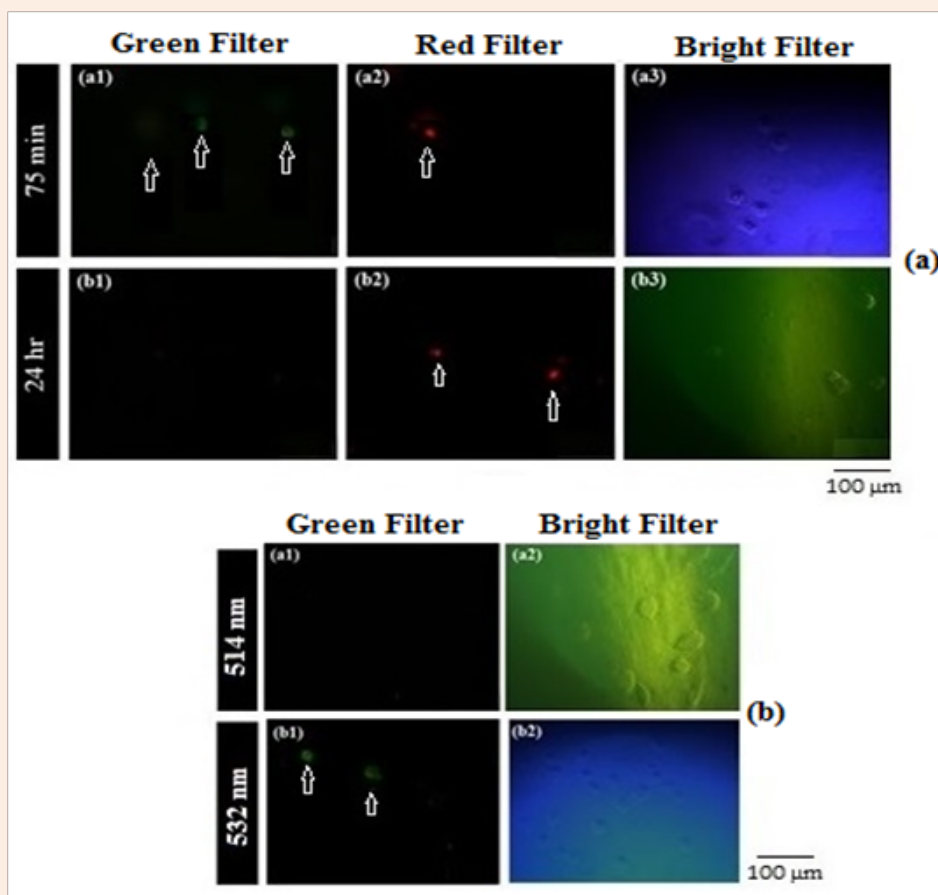 Green Filter Red Filter Bright Filter
75 min
(a1) (a2) (a3)
(a)
24 hr
(b1) (b2) (b3)
100 µm
Green Filter Bright Filter
514 nm
(a1) (a2)
(b)
532 nm
(b1) (b2)
100 µm